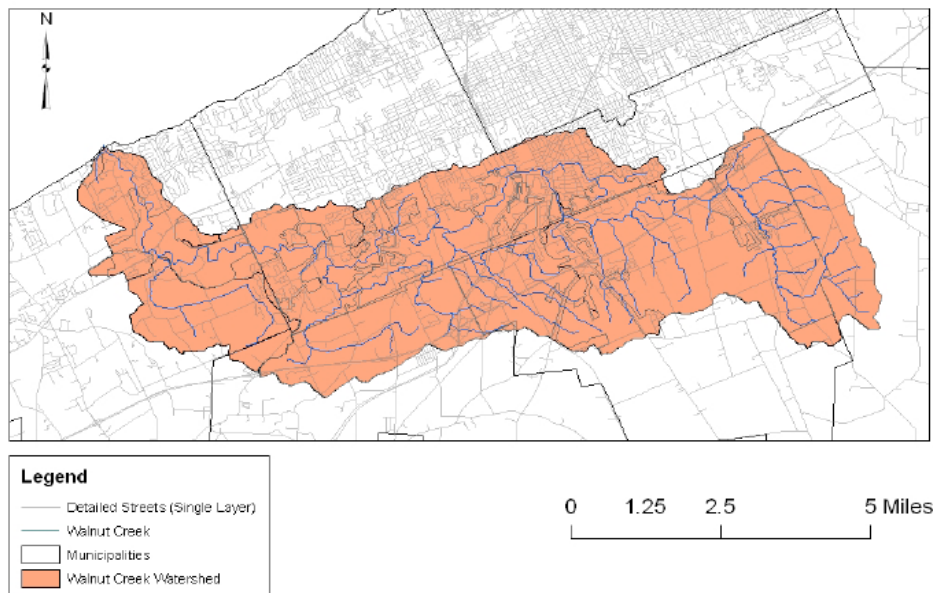 N
Legend
Detailed Streets (Single Layer)
Walnut Creek
Municipalities
Walnut Creek Watershed
0 1.25 2.5 5 Miles